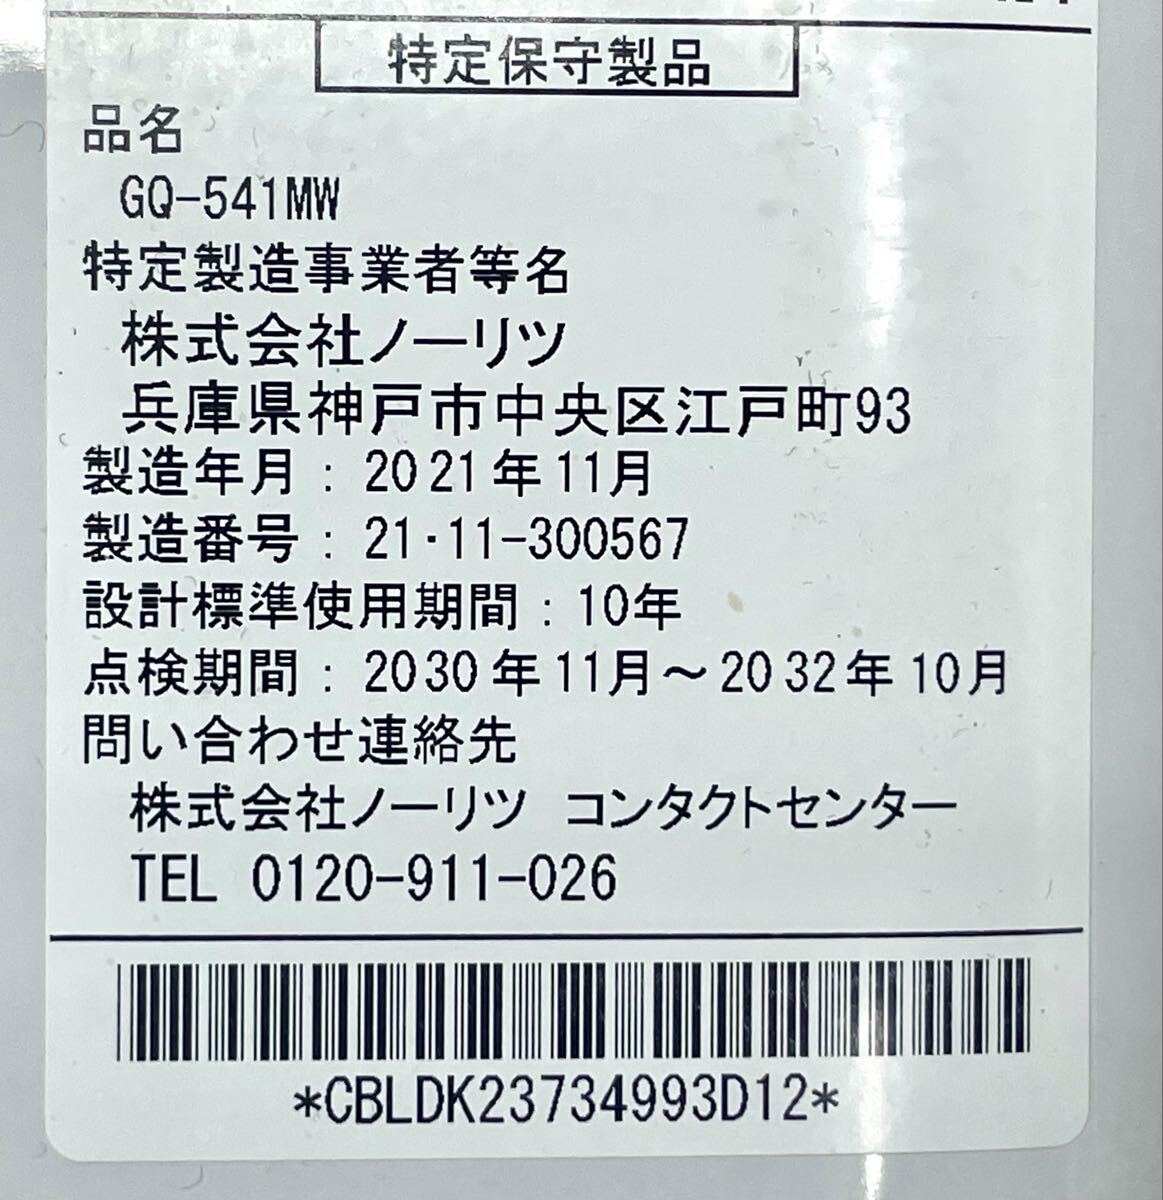 特定保守製品
品名
GQ-541MW
特定製造事業者等名
株式会社ノーリツ
兵庫県神戸市中央区江戸町93
製造年月：2021年11月
製造番号：21・11-300567
設計標準使用期間：10年
点検期間：2030年11月～2032年10月
問い合わせ連絡先
株式会社ノーリツ コンタクトセンター
TEL 0120-911-026
*CBLDK23734993D12*